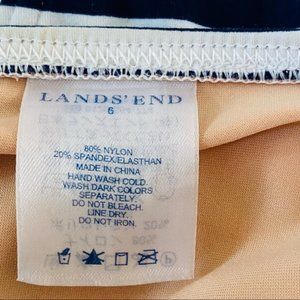 LANDS' END
6
80% NYLON
20% SPANDEX/ELASTHAN
MADE IN CHINA
HAND WASH COLD.
WASH DARK COLORS
SEPARATELY.
DO NOT BLEACH.
LINE DRY.
DO NOT IRON.